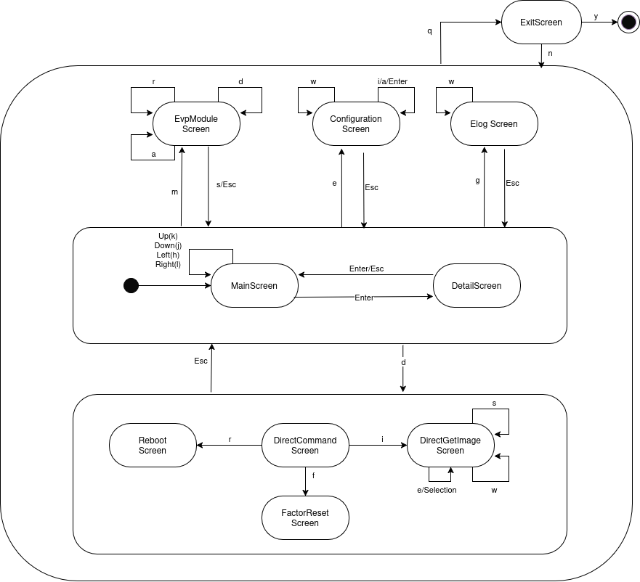 ExitScreen
y
q
n
r
d
w
i/a/Enter
w
EvpModule
Screen
Configuration
Screen
Elog Screen
a
m
s/Esc
e
Esc
g
Esc
Up(k)
Down(j)
Left(h)
Right(l)
MainScreen
Enter/Esc
Enter
DetailScreen
Esc
d
Reboot
Screen
r
DirectCommand
Screen
i
DirectGetImage
Screen
s
f
e/Selection
w
FactorReset
Screen